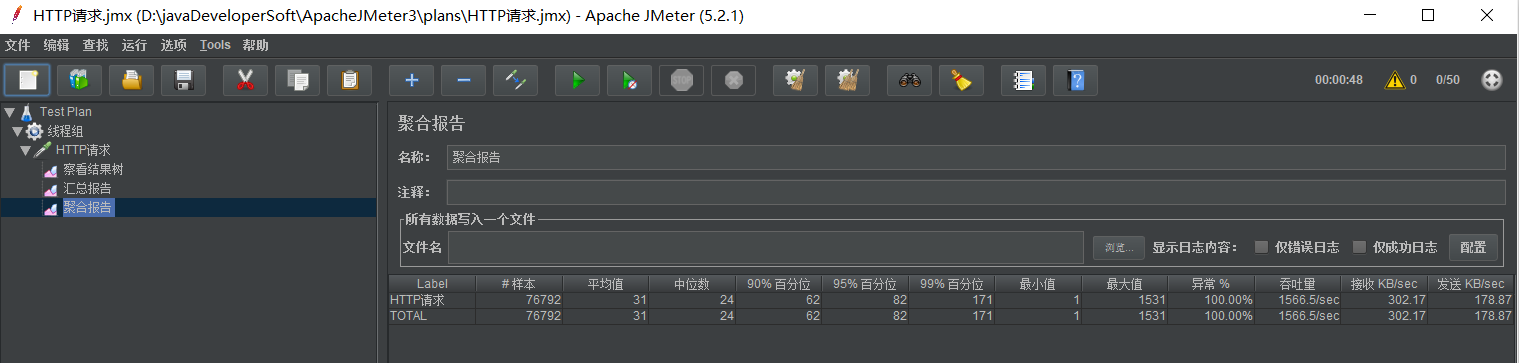 HTTP请求.jmx (D:\javaDeveloperSoft\ApacheJMeter3\plans\HTTP请求.jmx) - Apache JMeter (5.2.1)
文件 编辑 查找 运行 选项 Tools 帮助
STOP 00:00:48 0 0/50
Test Plan
线程组
HTTP请求
察看结果树
汇总报告
聚合报告
聚合报告
名称： 聚合报告
注释：
所有数据写入一个文件
文件名 浏览... 显示日志内容： 仅错误日志 仅成功日志 配置
Label # 样本 平均值 中位数 90% 百分位 95% 百分位 99% 百分位 最小值 最大值 异常 % 吞吐量 接收 KB/sec 发送 KB/sec
HTTP请求 76792 31 24 62 82 171 1 1531 100.00% 1566.5/sec 302.17 178.87
TOTAL 76792 31 24 62 82 171 1 1531 100.00% 1566.5/sec 302.17 178.87